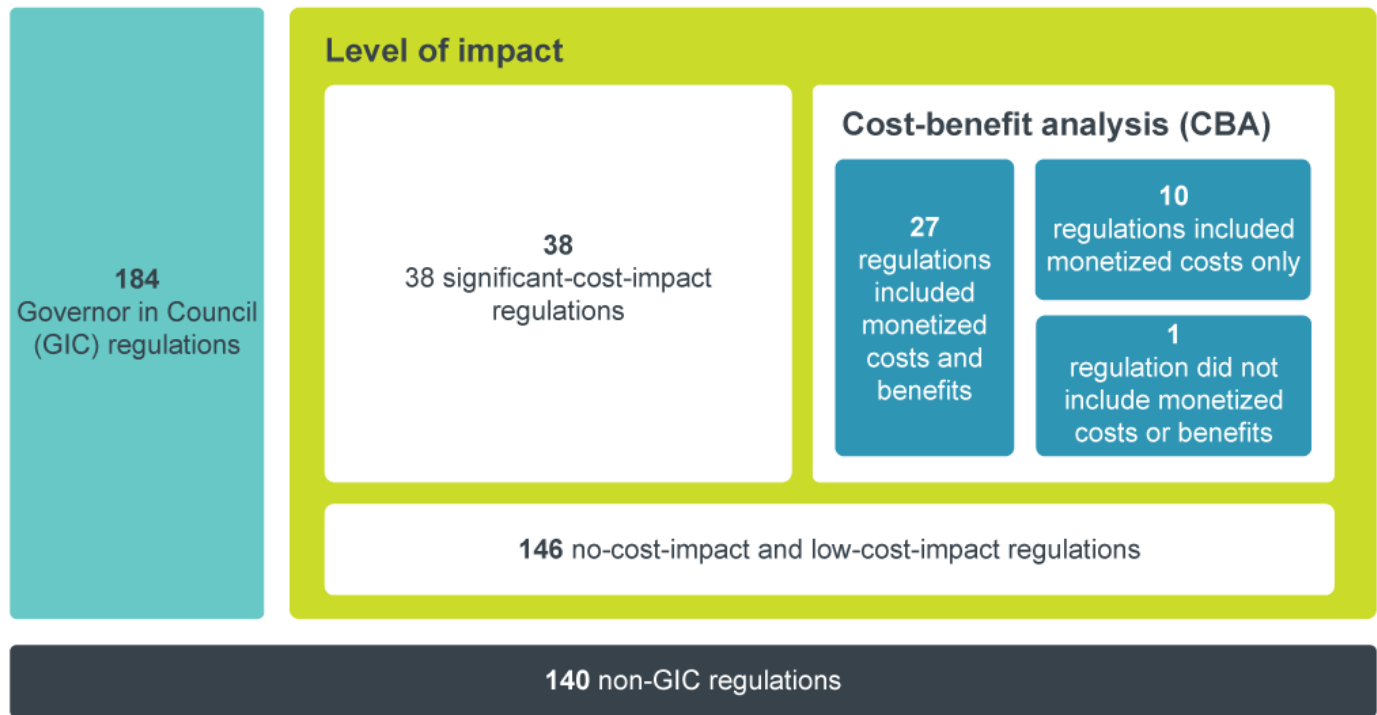 184
Governor in Council
(GIC) regulations
Level of impact
38
38 significant-cost-impact
regulations
Cost-benefit analysis (CBA)
27
regulations
included
monetized
costs and
benefits
10
regulations included
monetized costs only
1
regulation did not
include monetized
costs or benefits
146 no-cost-impact and low-cost-impact regulations
140 non-GIC regulations